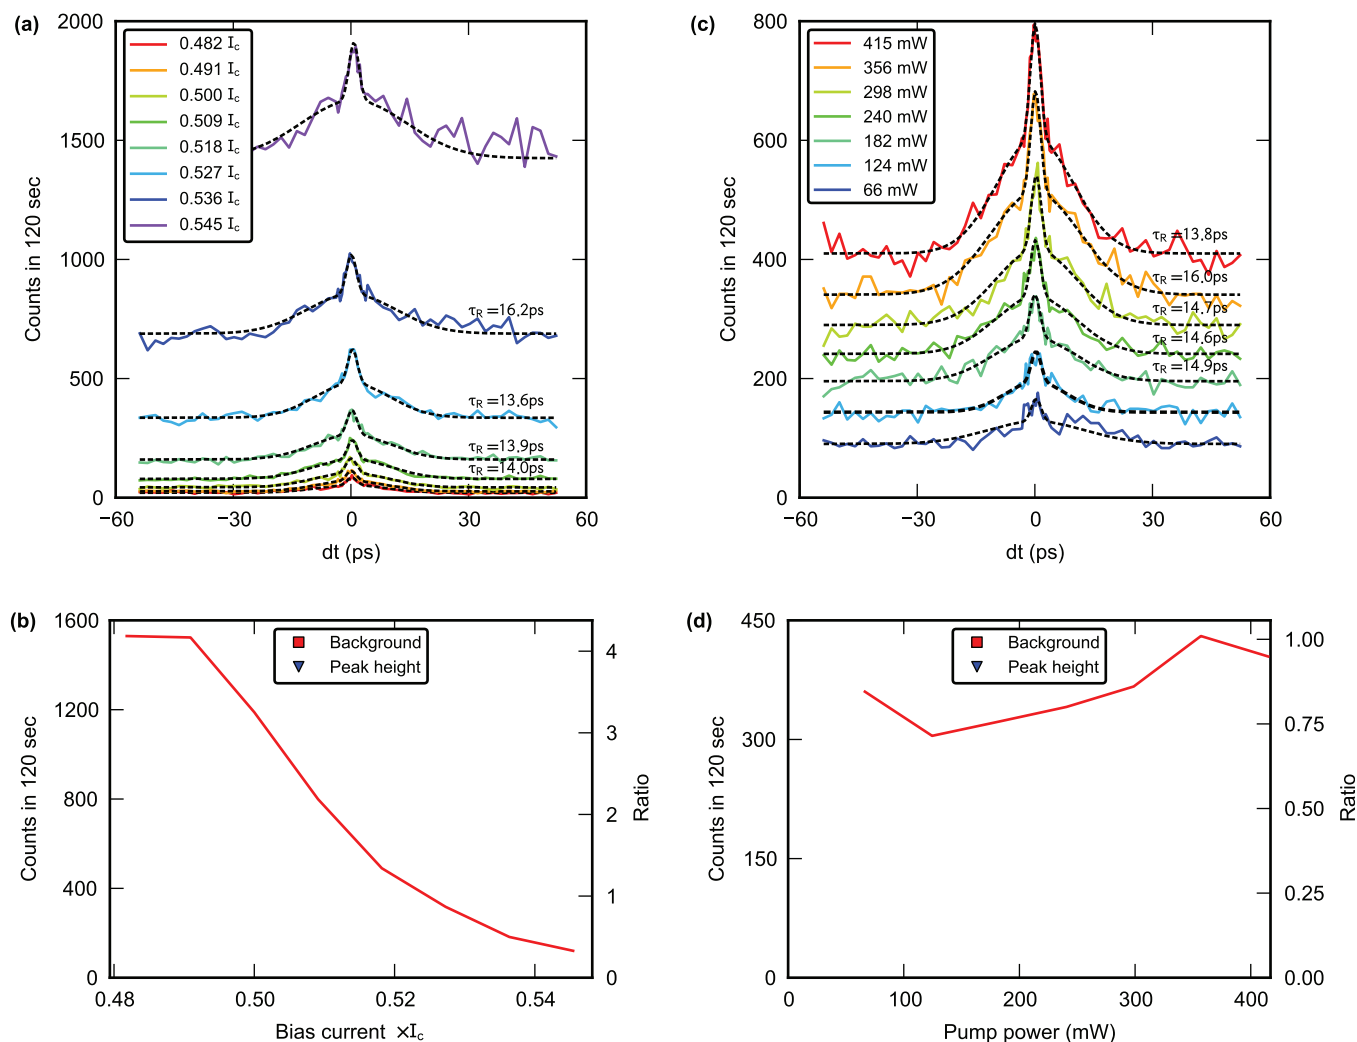 (a)
2000
1500
1000
500
0
Counts in 120 sec
0.482 Ic
0.491 Ic
0.500 Ic
0.509 Ic
0.518 Ic
0.527 Ic
0.536 Ic
0.545 Ic
τR=16.2ps
τR=13.6ps
τR=13.9ps
τR=14.0ps
−60 −30 0 30 60
dt (ps)
(c)
800
600
400
200
0
Counts in 120 sec
415 mW
356 mW
298 mW
240 mW
182 mW
124 mW
66 mW
τR=13.8ps
τR=16.0ps
τR=14.7ps
τR=14.6ps
τR=14.9ps
−60 −30 0 30 60
dt (ps)
(b)
1600
1200
800
400
0
Counts in 120 sec
Background
Peak height
4
3
2
1
0
Ratio
0.48 0.50 0.52 0.54
Bias current ×Ic
(d)
450
300
150
0
Counts in 120 sec
Background
Peak height
1.00
0.75
0.50
0.25
0.00
Ratio
0 100 200 300 400
Pump power (mW)